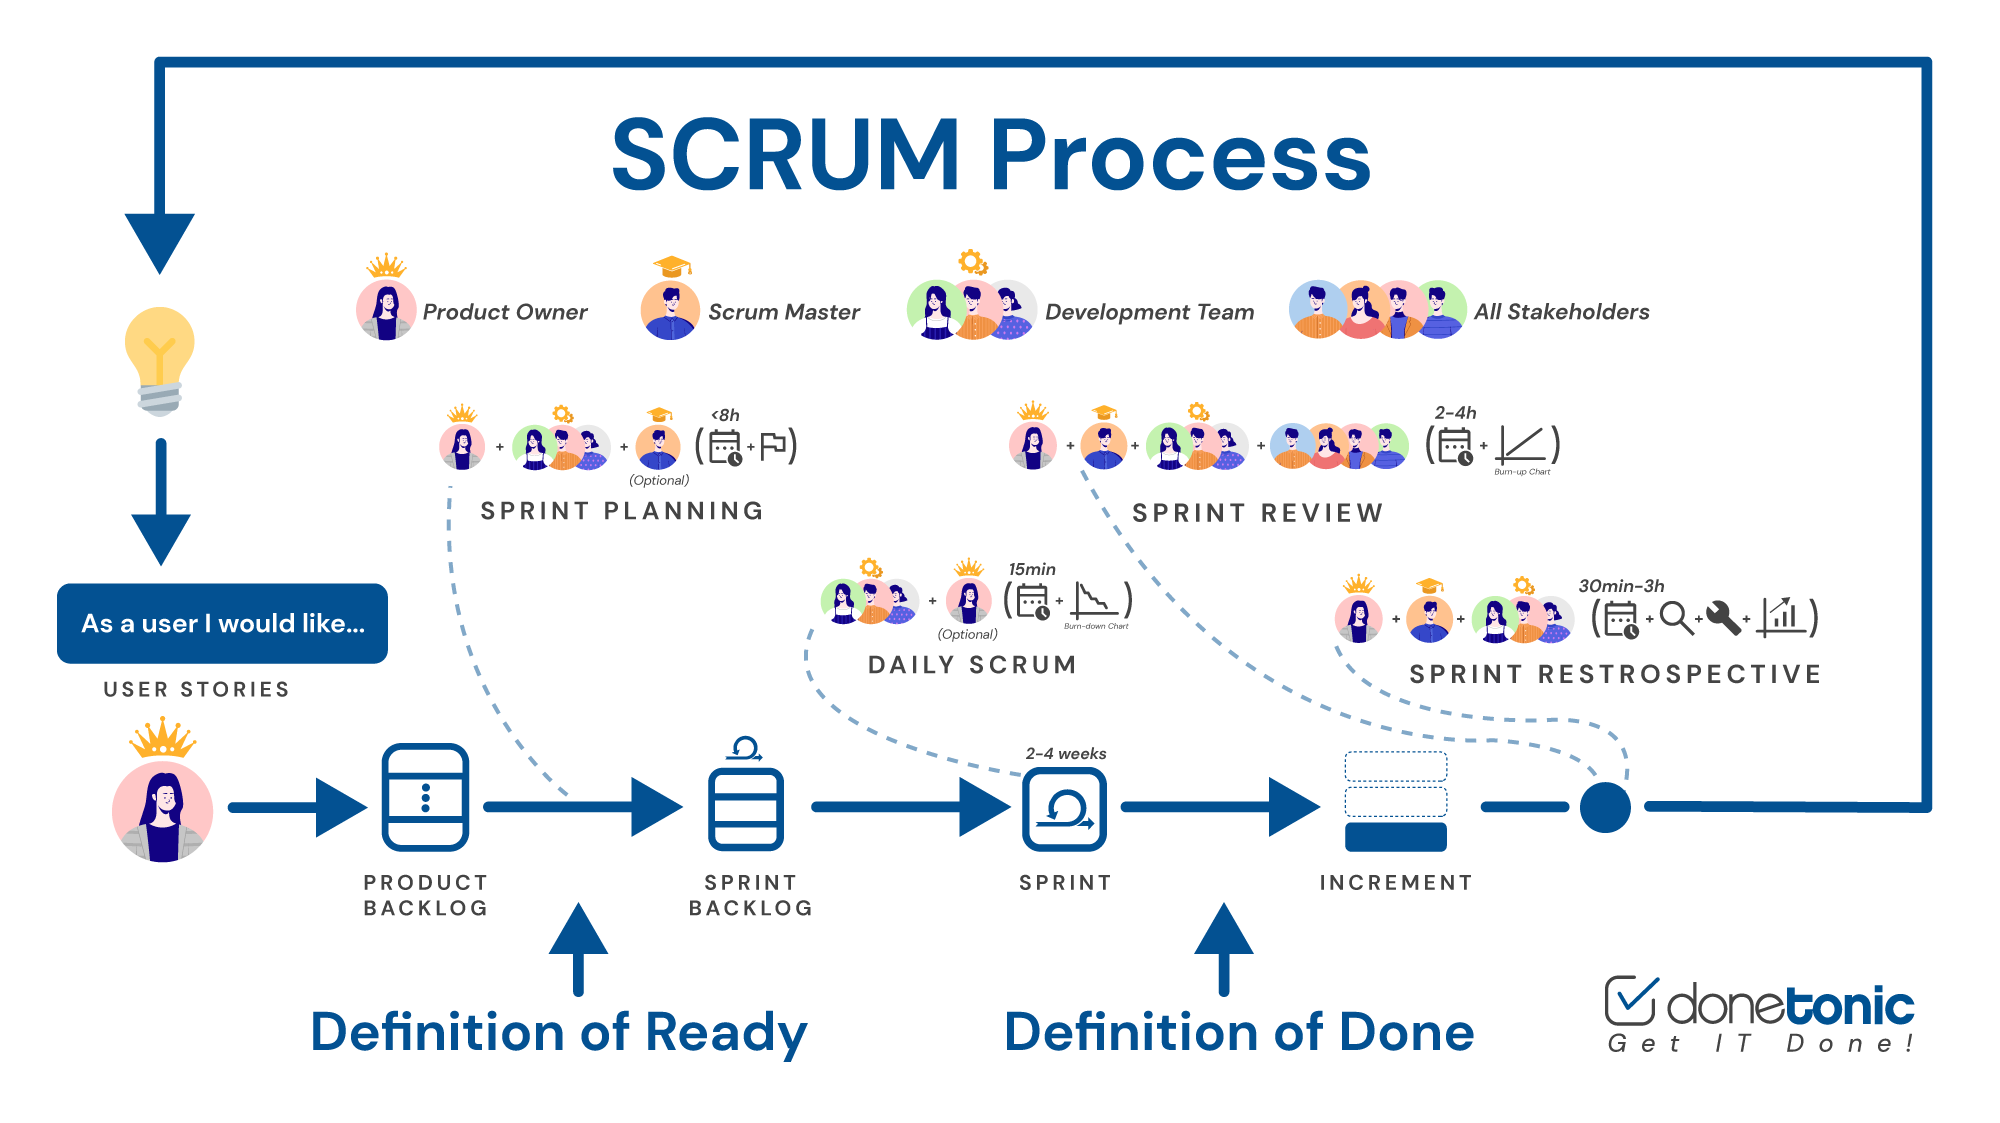 SCRUM Process
Product Owner
Scrum Master
Development Team
All Stakeholders
<8h
+
+
(
+
)
(Optional)
SPRINT PLANNING
2-4h
+
+
+
(
+
)
Burn-up Chart
SPRINT REVIEW
15min
+
(
+
)
(Optional)
Burn-down Chart
DAILY SCRUM
30min-3h
+
+
(
+
+
+
)
SPRINT RESTROSPECTIVE
As a user I would like...
USER STORIES
2-4 weeks
PRODUCT
BACKLOG
SPRINT
BACKLOG
SPRINT
INCREMENT
Definition of Ready
Definition of Done
donetonic
Get IT Done!